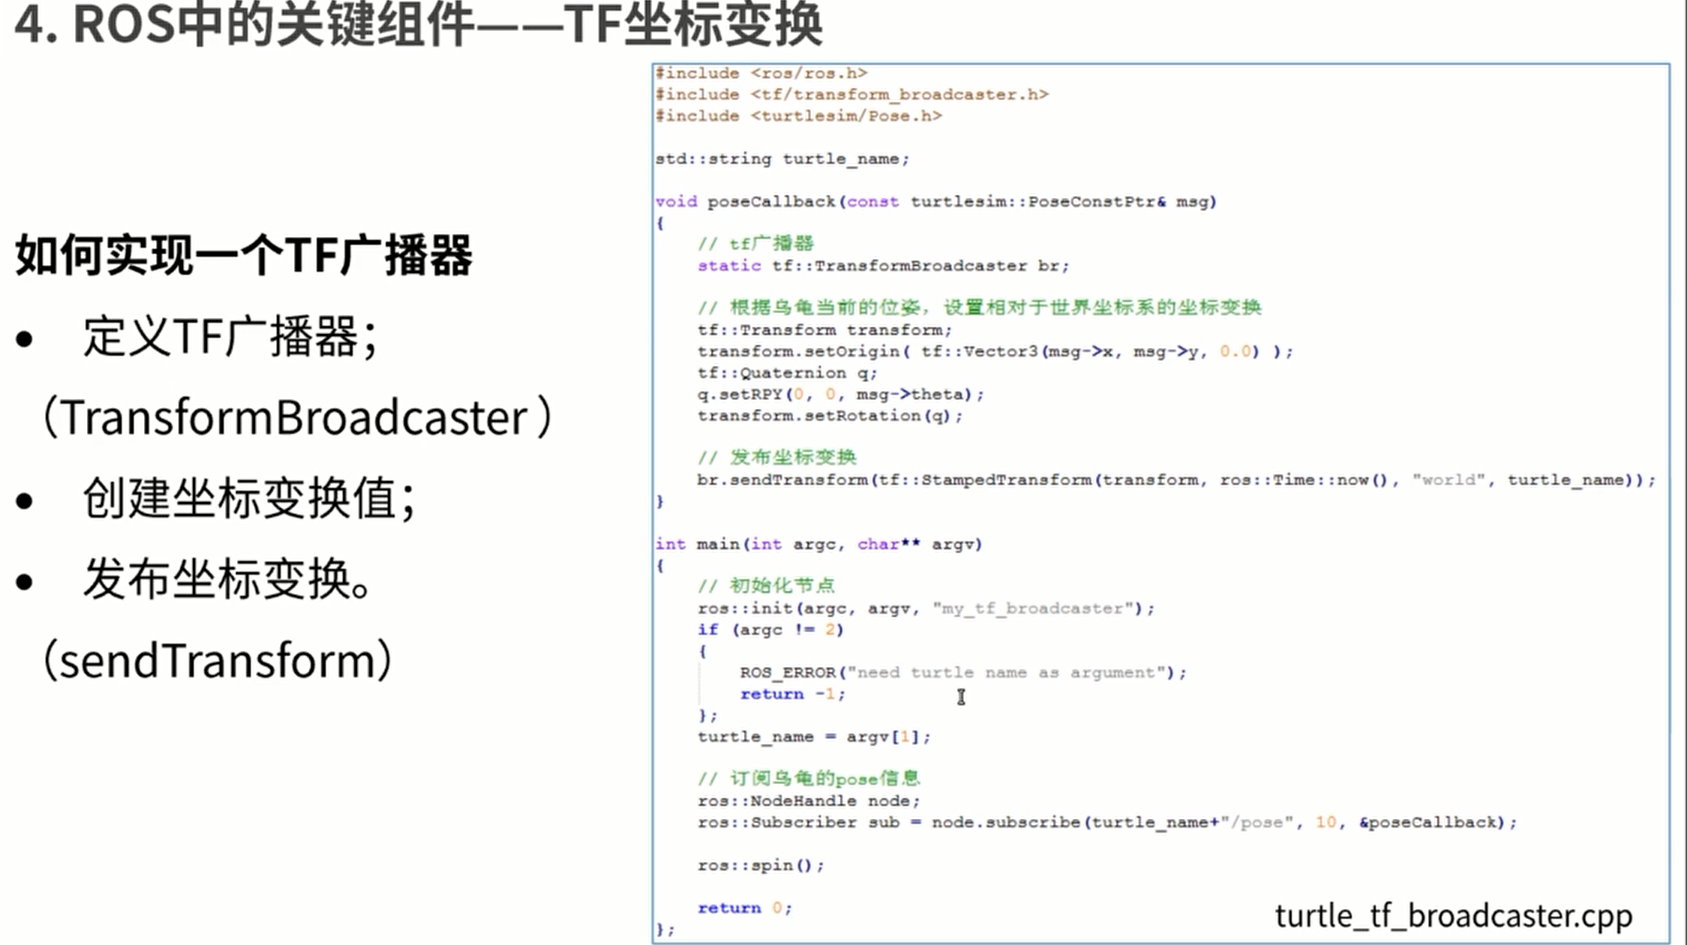 4. ROS中的关键组件——TF坐标变换
如何实现一个TF广播器
• 定义TF广播器；
（TransformBroadcaster ）
• 创建坐标变换值；
• 发布坐标变换。
（sendTransform）
#include <ros/ros.h>
#include <tf/transform_broadcaster.h>
#include <turtlesim/Pose.h>
std::string turtle_name;
void poseCallback(const turtlesim::PoseConstPtr& msg)
{
// tf广播器
static tf::TransformBroadcaster br;
// 根据乌龟当前的位姿，设置相对于世界坐标系的坐标变换
tf::Transform transform;
transform.setOrigin( tf::Vector3(msg->x, msg->y, 0.0) );
tf::Quaternion q;
q.setRPY(0, 0, msg->theta);
transform.setRotation(q);
// 发布坐标变换
br.sendTransform(tf::StampedTransform(transform, ros::Time::now(), "world", turtle_name));
}
int main(int argc, char** argv)
{
// 初始化节点
ros::init(argc, argv, "my_tf_broadcaster");
if (argc != 2)
{
ROS_ERROR("need turtle name as argument");
return -1;
};
turtle_name = argv[1];
// 订阅乌龟的pose信息
ros::NodeHandle node;
ros::Subscriber sub = node.subscribe(turtle_name+"/pose", 10, &poseCallback);
ros::spin();
return 0;
};
turtle_tf_broadcaster.cpp